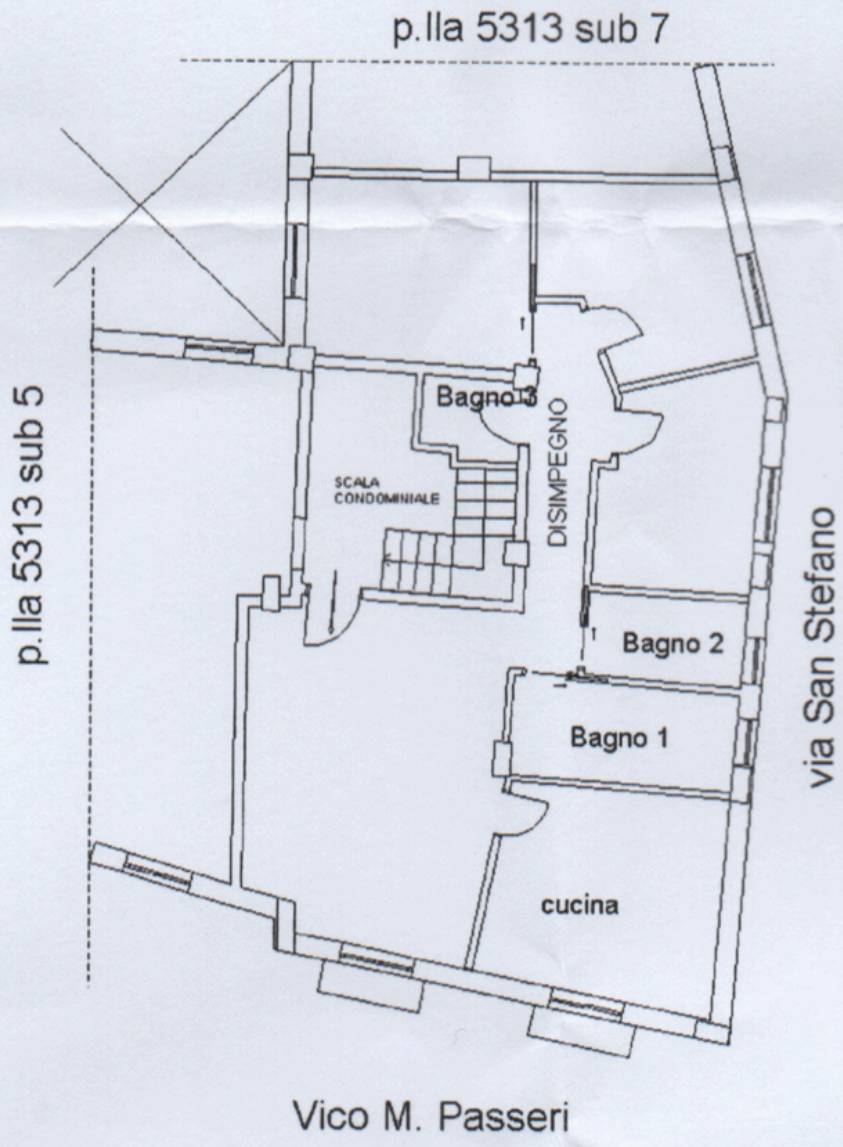 p.lla 5313 sub 7
Bagno 3
SCALA
CONDOMINIALE
DISIMPEGNO
p.lla 5313 sub 5
via San Stefano
Bagno 2
Bagno 1
cucina
Vico M. Passeri